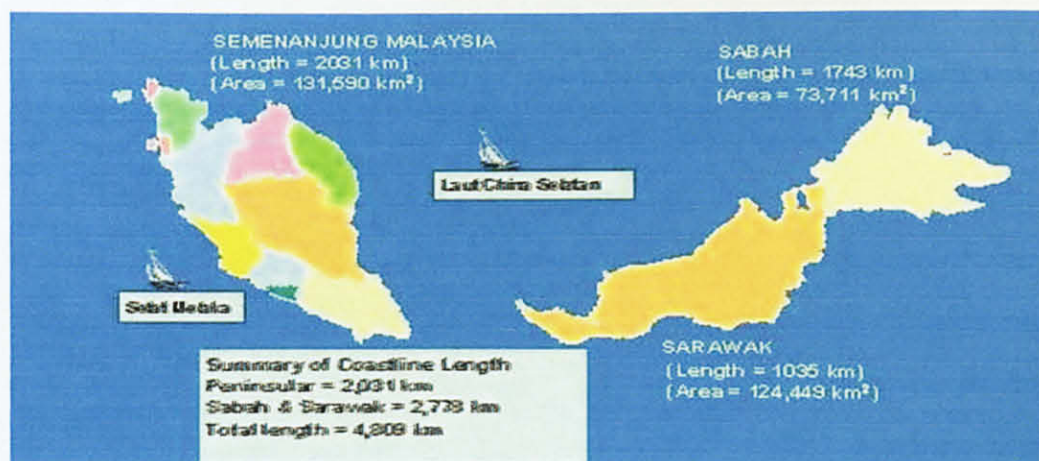 SEMENANJUNG MALAYSIA
(Length = 2031 km)
(Area = 131,590 km²)
SABAH
(Length = 1743 km)
(Area = 73,711 km²)
Laut China Selatan
Selat Melaka
SARAWAK
(Length = 1035 km)
(Area = 124,449 km²)
Summary of Coastline Length
Peninsular = 2,031 km
Sabah & Sarawak = 2,778 km
Total length = 4,809 km